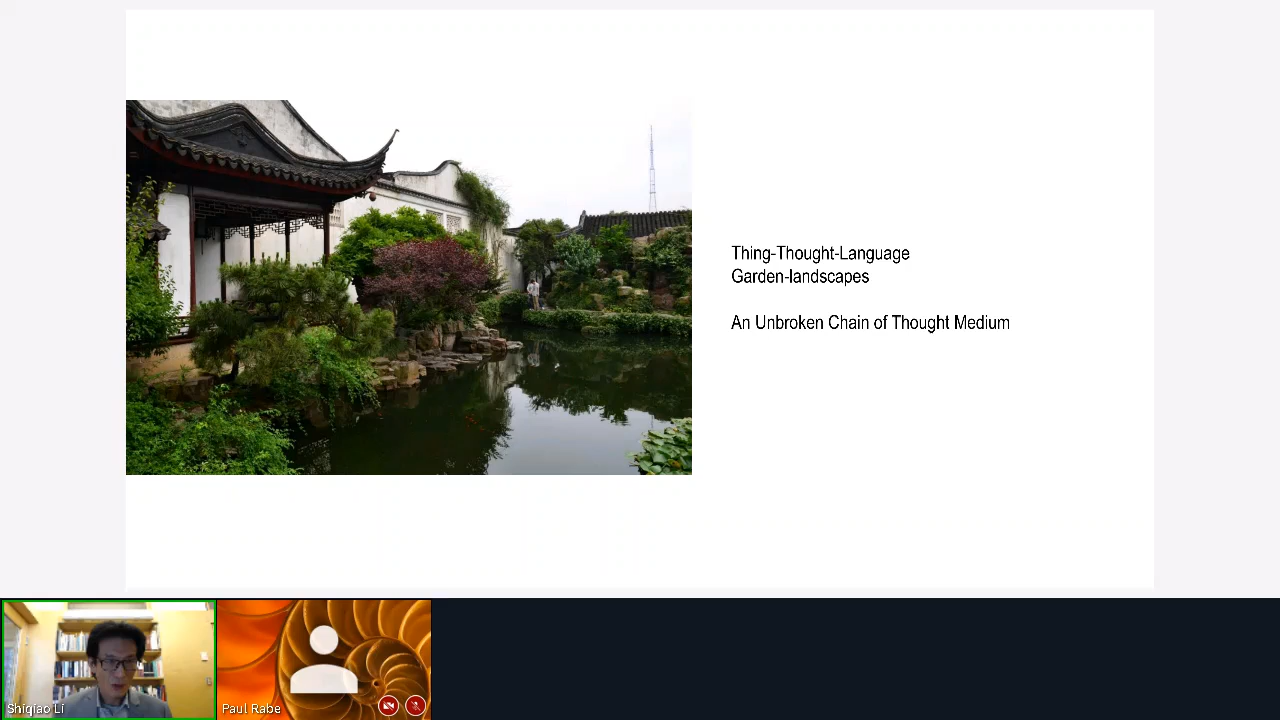 Thing-Thought-Language
Garden-landscapes
An Unbroken Chain of Thought Medium
Shiqiao Li
Paul Rabe